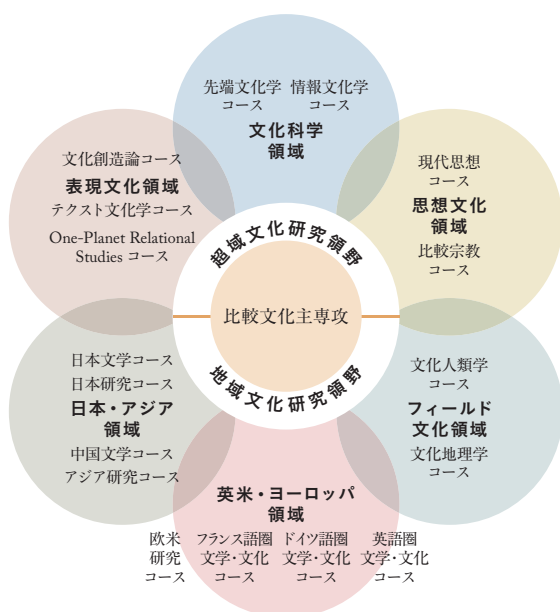 先端文化学
コース
情報文化学
コース
文化科学
領域
文化創造論コース
表現文化領域
テクスト文化学コース
One-Planet Relational
Studies コース
現代思想
コース
思想文化
領域
比較宗教
コース
超域文化研究領野
比較文化主専攻
地域文化研究領野
日本文学コース
日本研究コース
日本・アジア
領域
中国文学コース
アジア研究コース
文化人類学
コース
フィールド
文化領域
文化地理学
コース
英米・ヨーロッパ
領域
欧米
研究
コース
フランス語圏
文学・文化
コース
ドイツ語圏
文学・文化
コース
英語圏
文学・文化
コース